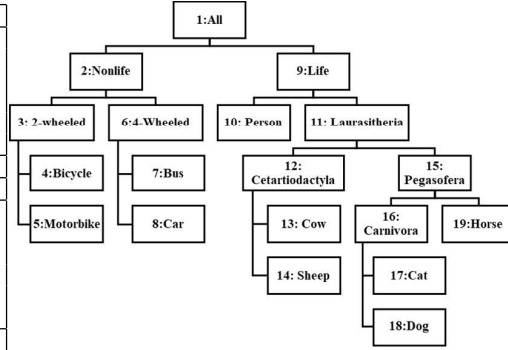 1:All
2:Nonlife
9:Life
3: 2-wheeled
6:4-Wheeled
10: Person
11: Laurasitheria
4:Bicycle
7:Bus
12:
Cetartiodactyla
15:
Pegasofera
5:Motorbike
8:Car
13: Cow
16:
Carnivora
19:Horse
14: Sheep
17:Cat
18:Dog